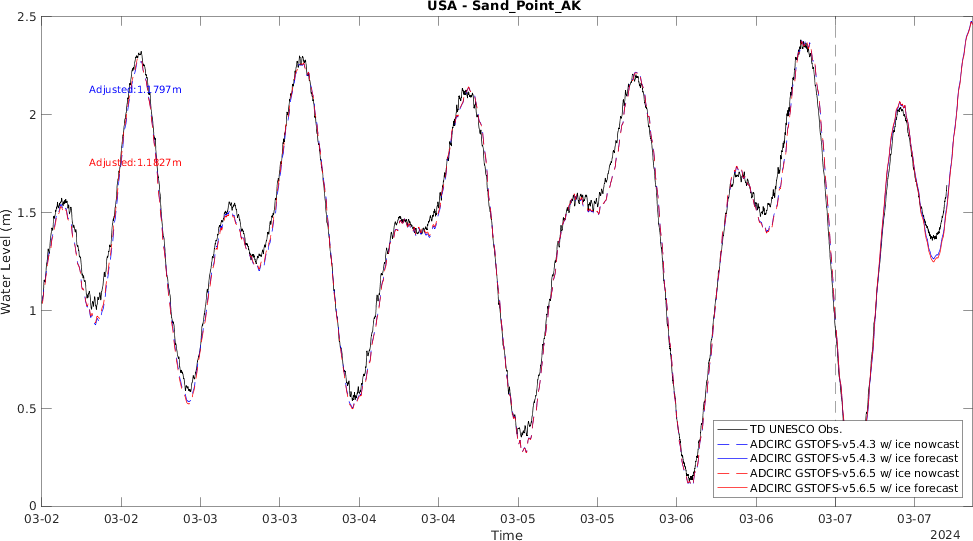 USA - Sand_Point_AK
2.5
Adjusted:1.1797m
2
Adjusted:1.1827m
1.5
Water Level (m)
1
0.5
TD UNESCO Obs.
ADCIRC GSTOFS-v5.4.3 w/ ice nowcast
ADCIRC GSTOFS-v5.4.3 w/ ice forecast
ADCIRC GSTOFS-v5.6.5 w/ ice nowcast
ADCIRC GSTOFS-v5.6.5 w/ ice forecast
0
03-02 03-02 03-03 03-03 03-04 03-04 03-05 03-05 03-06 03-06 03-07 03-07
Time
2024